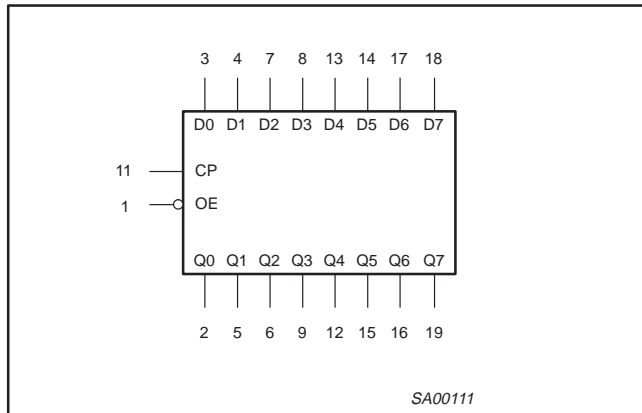 3 4 7 8 13 14 17 18
D0 D1 D2 D3 D4 D5 D6 D7
11 CP
1 OE
Q0 Q1 Q2 Q3 Q4 Q5 Q6 Q7
2 5 6 9 12 15 16 19
SA00111